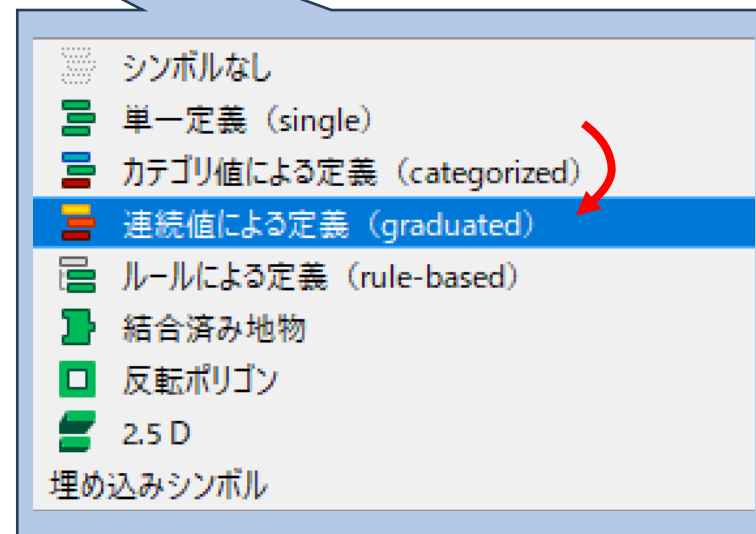 シンボルなし
単一定義（single）
カテゴリ値による定義（categorized）
連続値による定義（graduated）
ルールによる定義（rule-based）
結合済み地物
反転ポリゴン
2.5 D
埋め込みシンボル